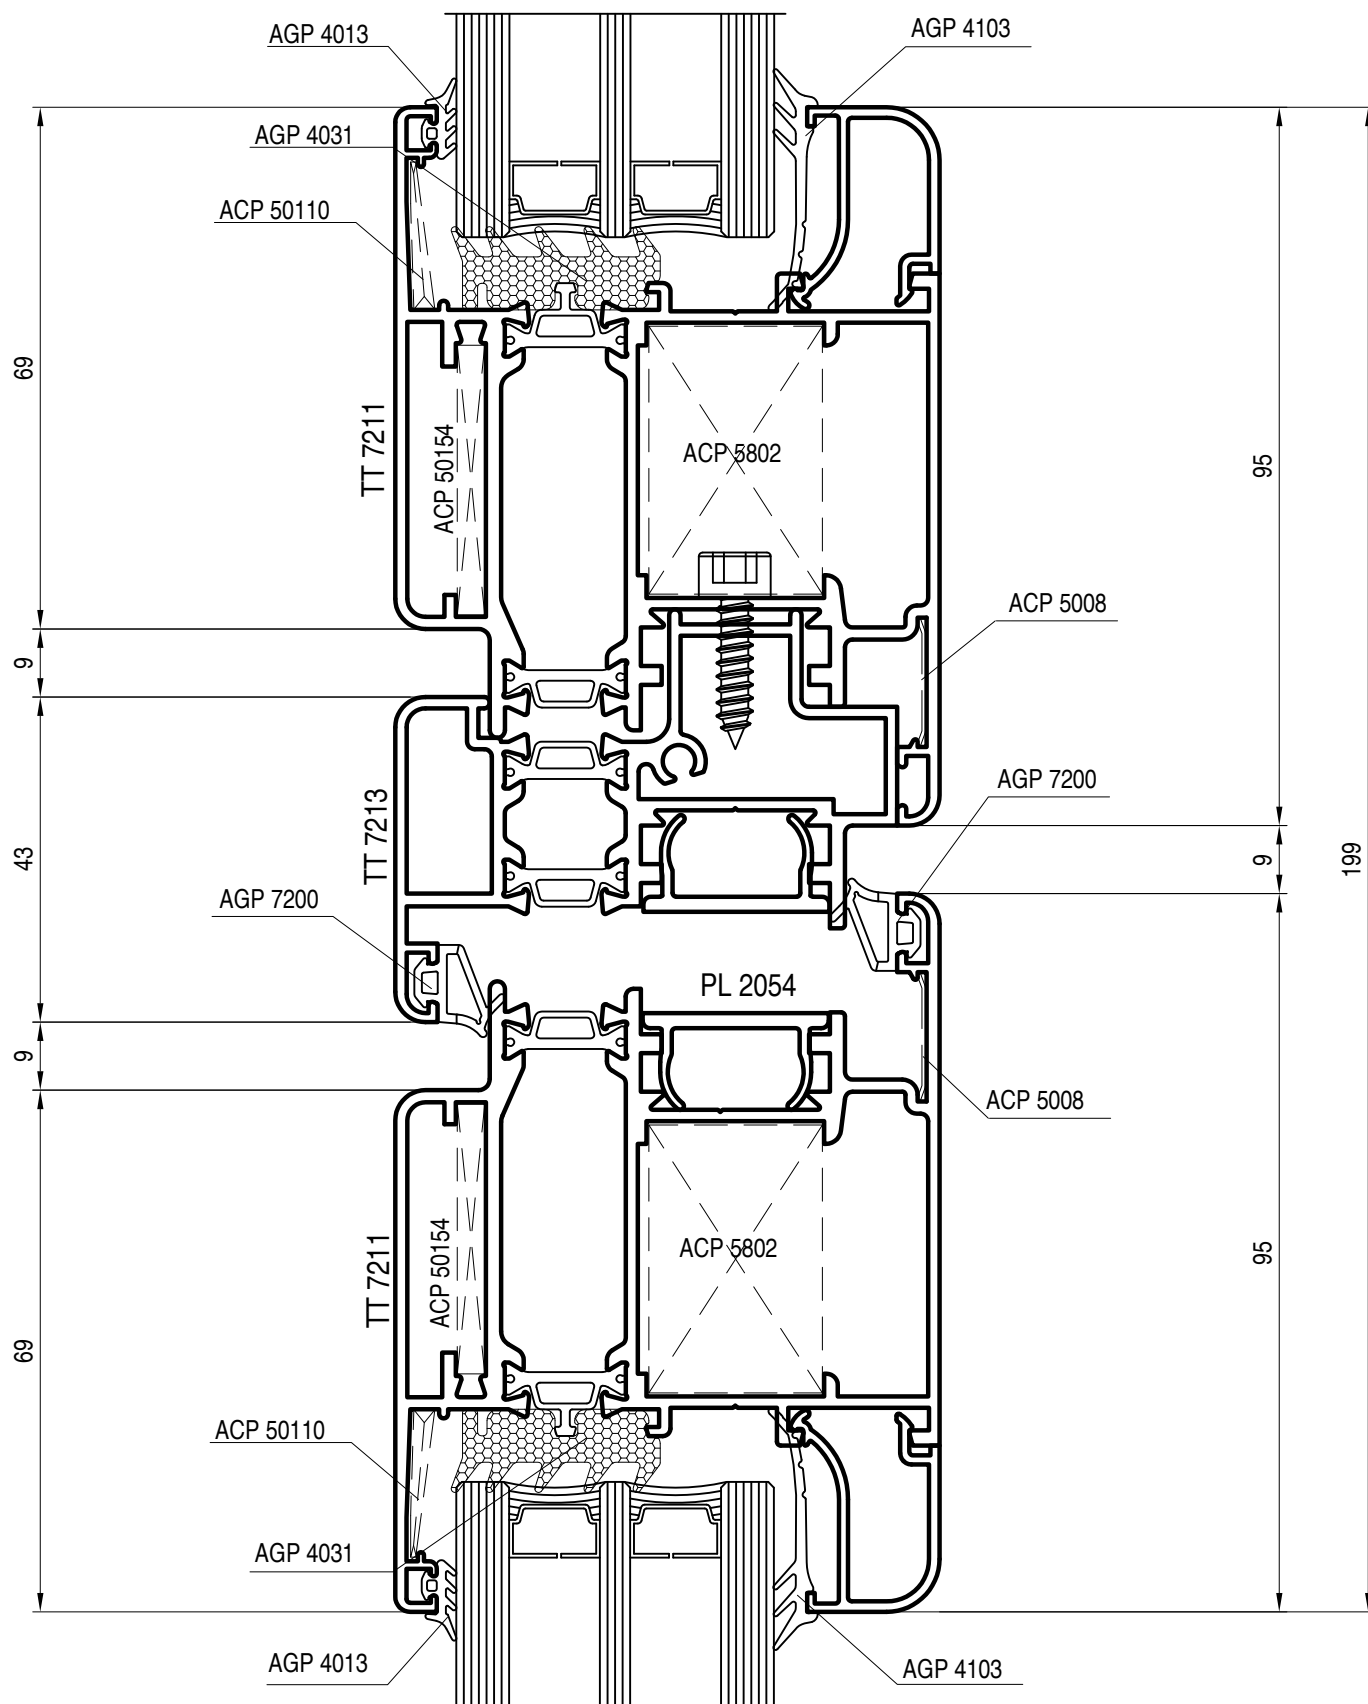 AGP 4013
AGP 4103
AGP 4031
ACP 50110
69
TT 7211
ACP 50154
ACP 5802
95
ACP 5008
9
AGP 7200
43
TT 7213
9
199
AGP 7200
PL 2054
9
ACP 5008
69
TT 7211
ACP 50154
ACP 5802
95
ACP 50110
AGP 4031
AGP 4013
AGP 4103